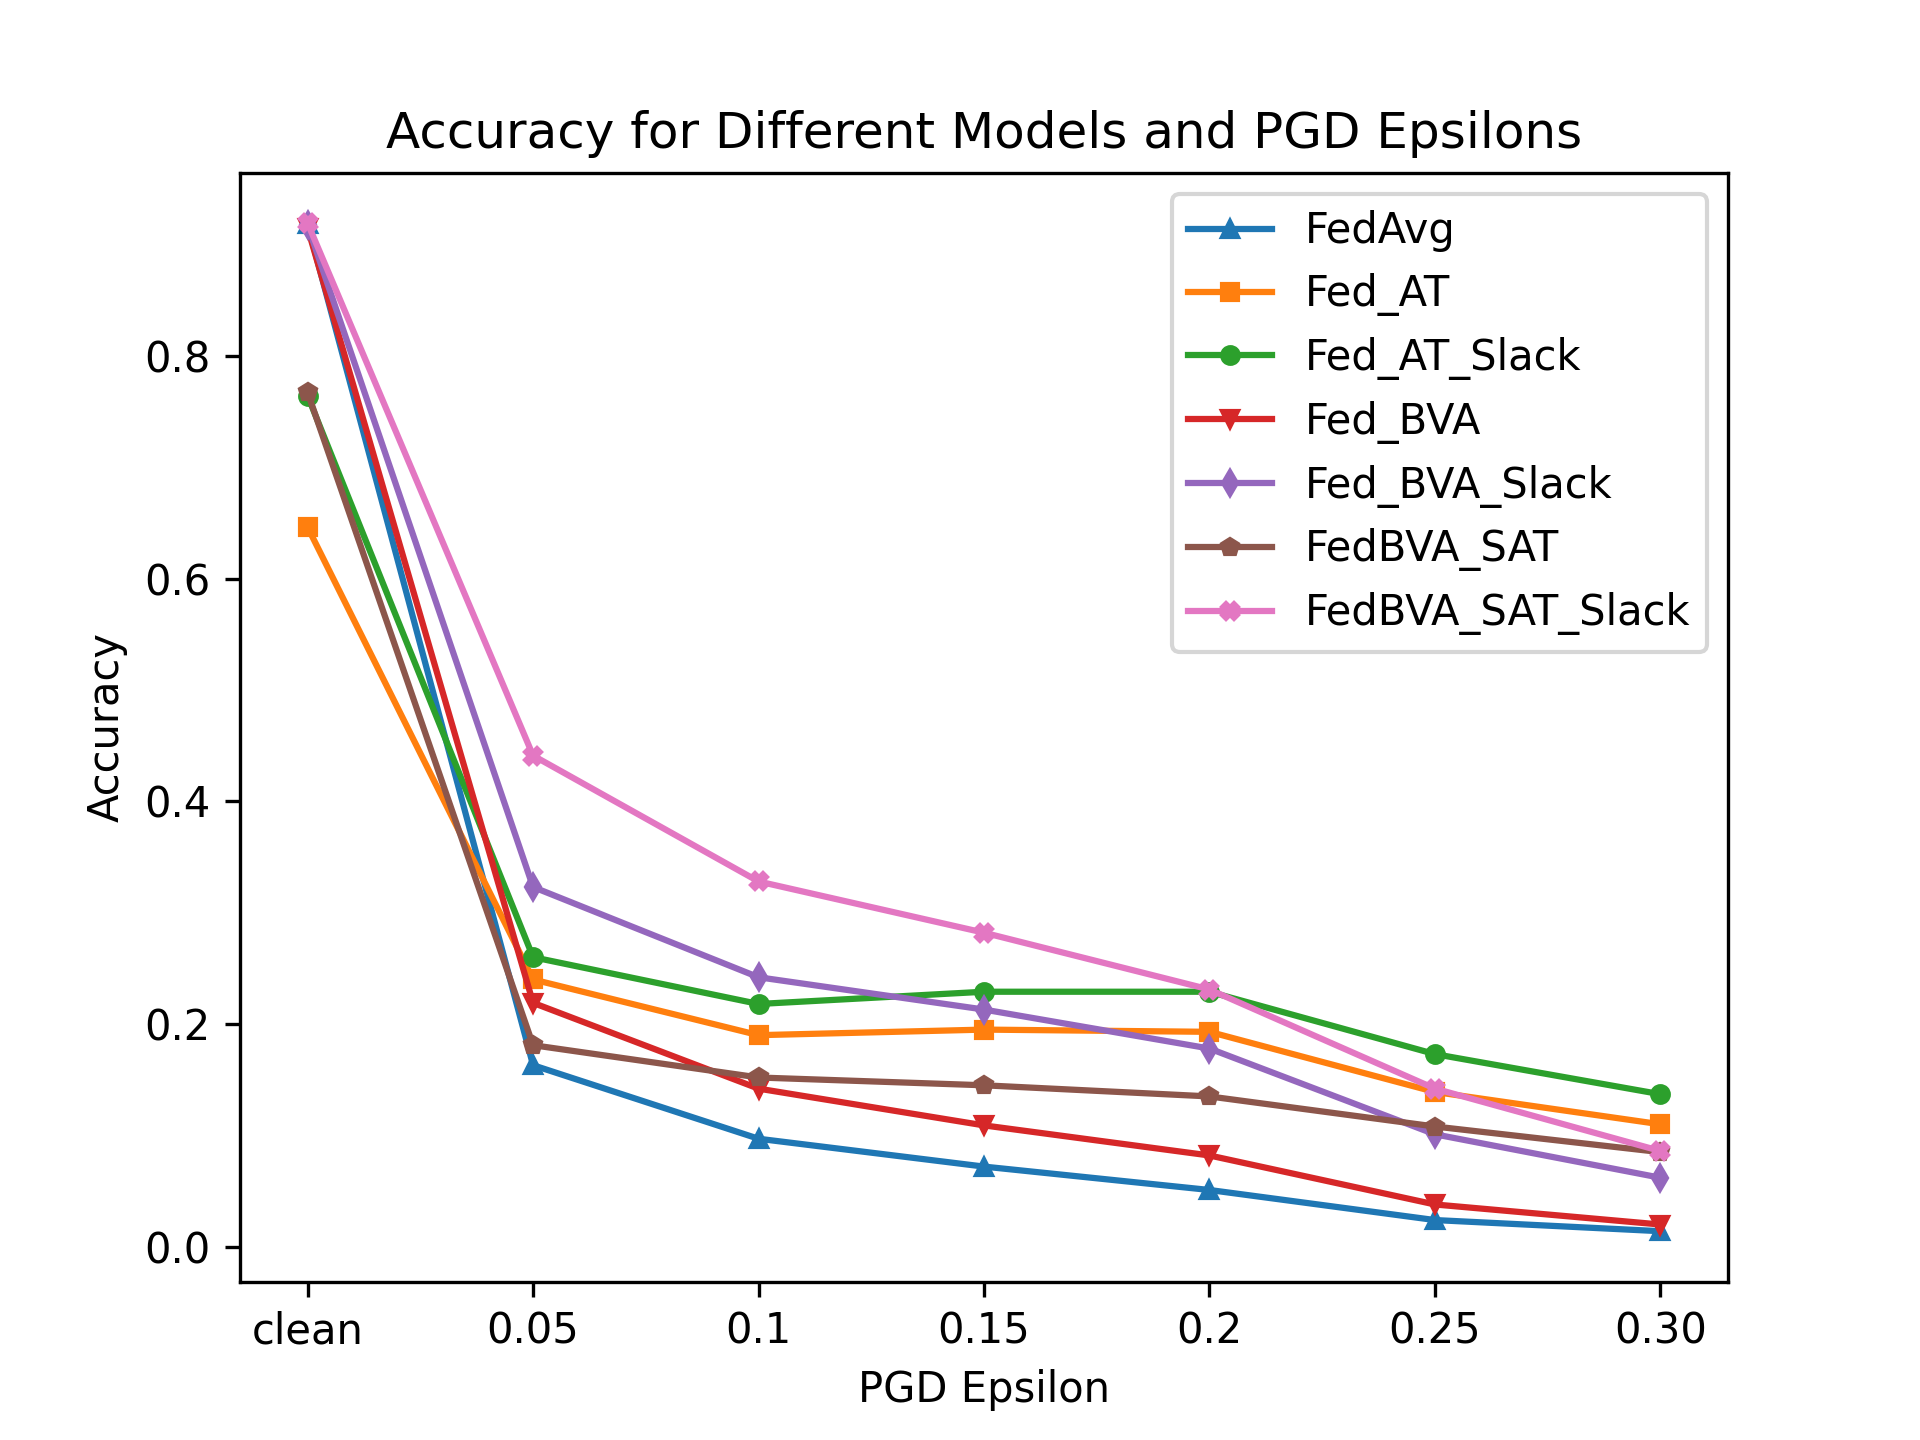 Accuracy for Different Models and PGD Epsilons
FedAvg
Fed_AT
Fed_AT_Slack
Fed_BVA
Fed_BVA_Slack
FedBVA_SAT
FedBVA_SAT_Slack
Accuracy
0.8
0.6
0.4
0.2
0.0
clean 0.05 0.1 0.15 0.2 0.25 0.30
PGD Epsilon